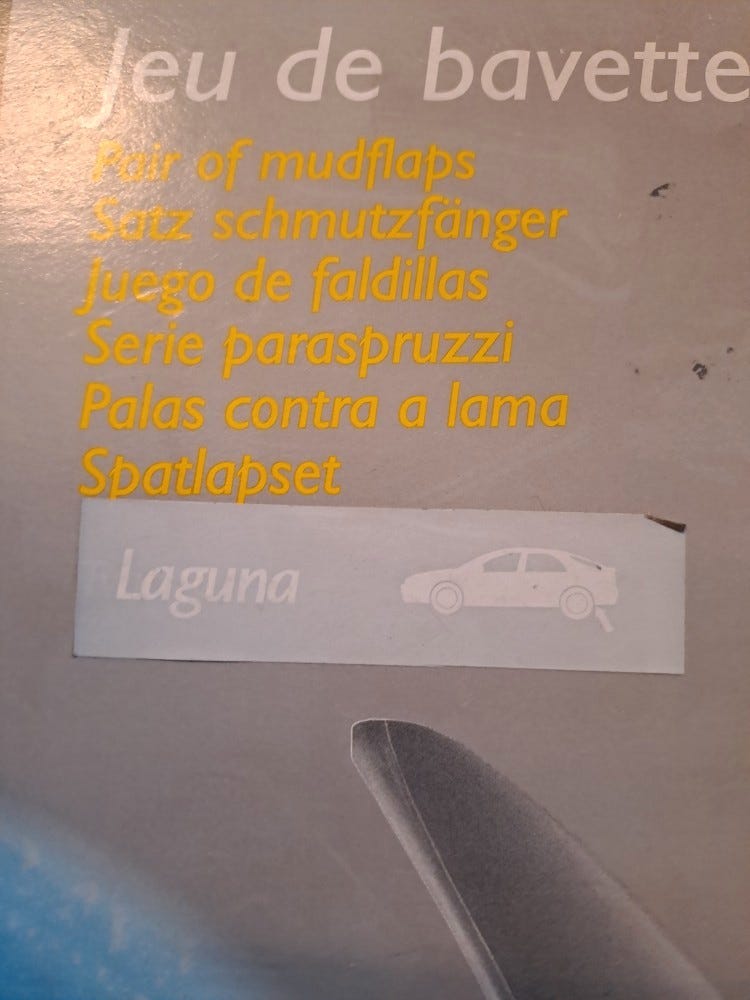 Jeu de bavette
Pair of mudflaps
Satz schmutzfänger
Juego de faldillas
Serie paraspruzzi
Palas contra a lama
Spatlapset
Laguna